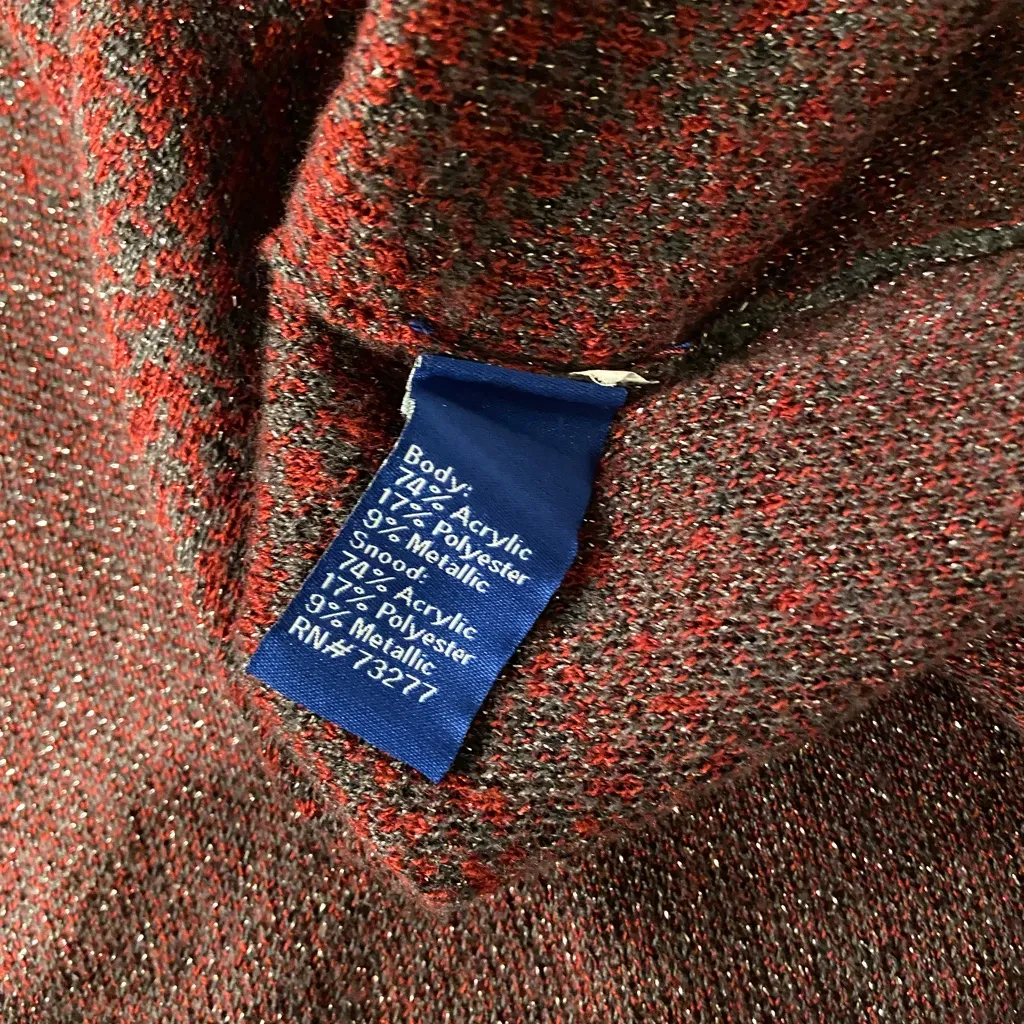 Body:
74% Acrylic
17% Polyester
9% Metallic
Snood:
74% Acrylic
17% Polyester
9% Metallic
RN# 73277